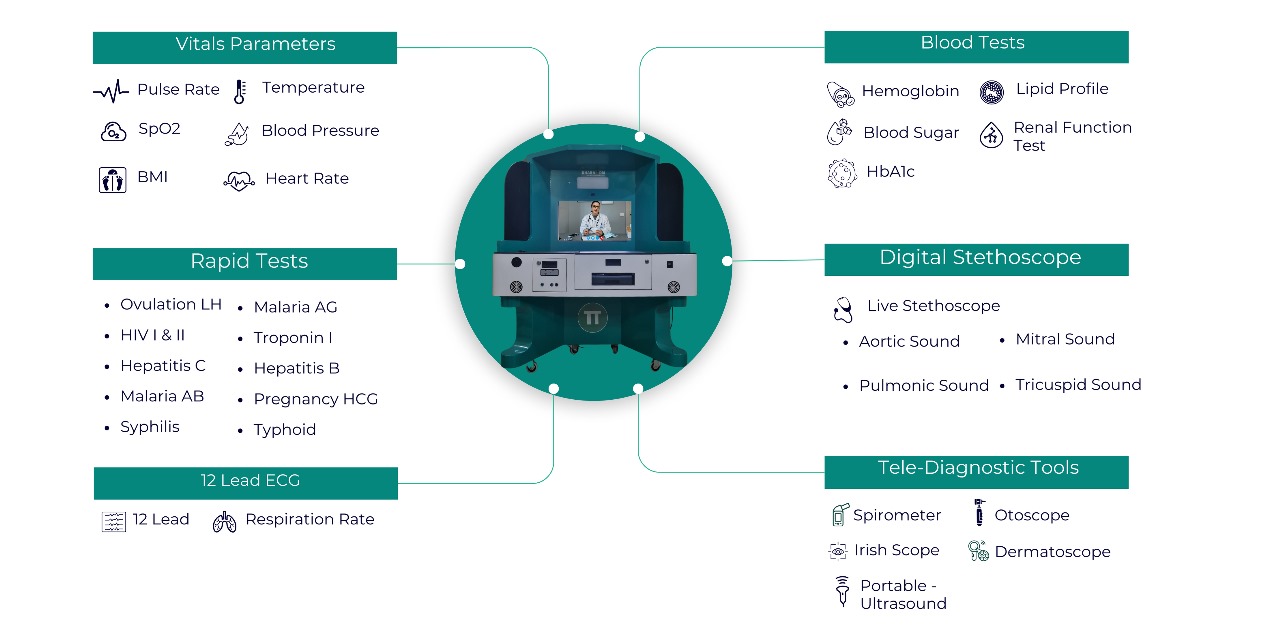 Vitals Parameters
Pulse Rate
Temperature
SpO2
Blood Pressure
BMI
Heart Rate
Rapid Tests
Ovulation LH
Malaria AG
HIV I & II
Troponin I
Hepatitis C
Hepatitis B
Malaria AB
Pregnancy HCG
Syphilis
Typhoid
12 Lead ECG
12 Lead
Respiration Rate
Blood Tests
Hemoglobin
Lipid Profile
Blood Sugar
Renal Function
Test
HbA1c
Digital Stethoscope
Live Stethoscope
Aortic Sound
Mitral Sound
Pulmonic Sound
Tricuspid Sound
Tele-Diagnostic Tools
Spirometer
Otoscope
Irish Scope
Dermatoscope
Portable -
Ultrasound